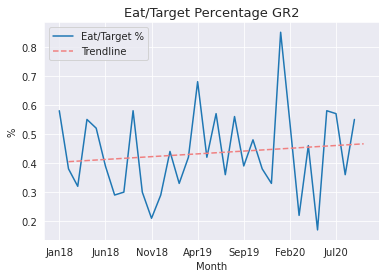 Eat/Target Percentage GR2
Eat/Target %
Trendline
0.8
0.7
0.6
0.5
0.4
0.3
0.2
%
Jan18 Jun18 Nov18 Apr19 Sep19 Feb20 Jul20
Month